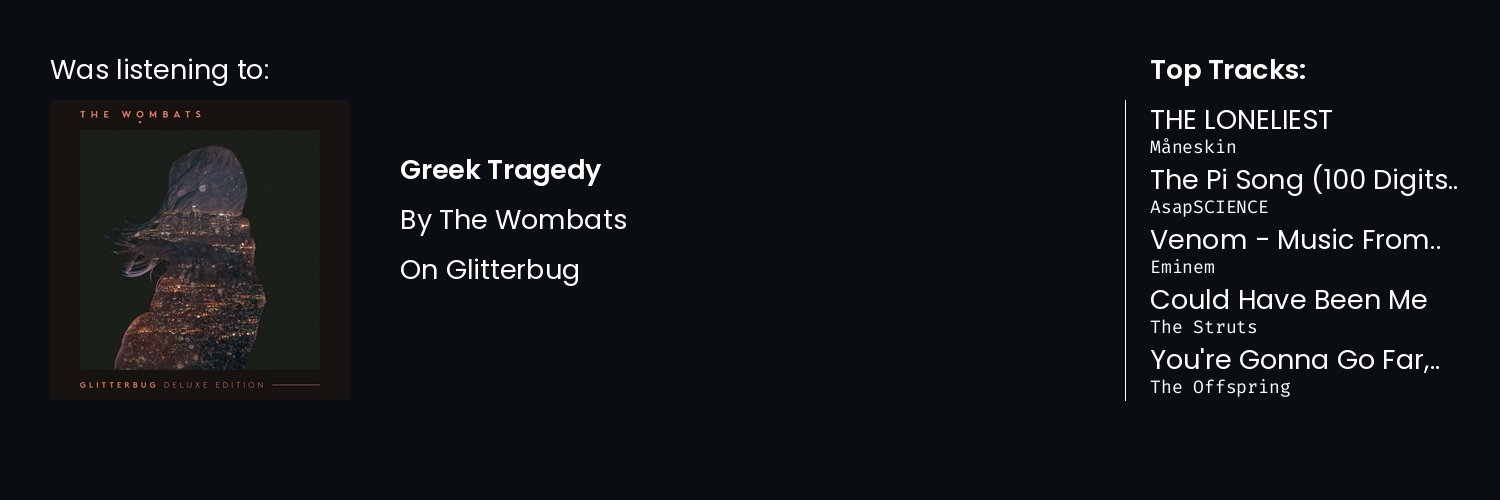 Was listening to:
THE WOMBATS
GLITTERBUG DELUXE EDITION
Greek Tragedy
By The Wombats
On Glitterbug
Top Tracks:
THE LONELIEST
Måneskin
The Pi Song (100 Digits..
AsapSCIENCE
Venom - Music From..
Eminem
Could Have Been Me
The Struts
You're Gonna Go Far,..
The Offspring